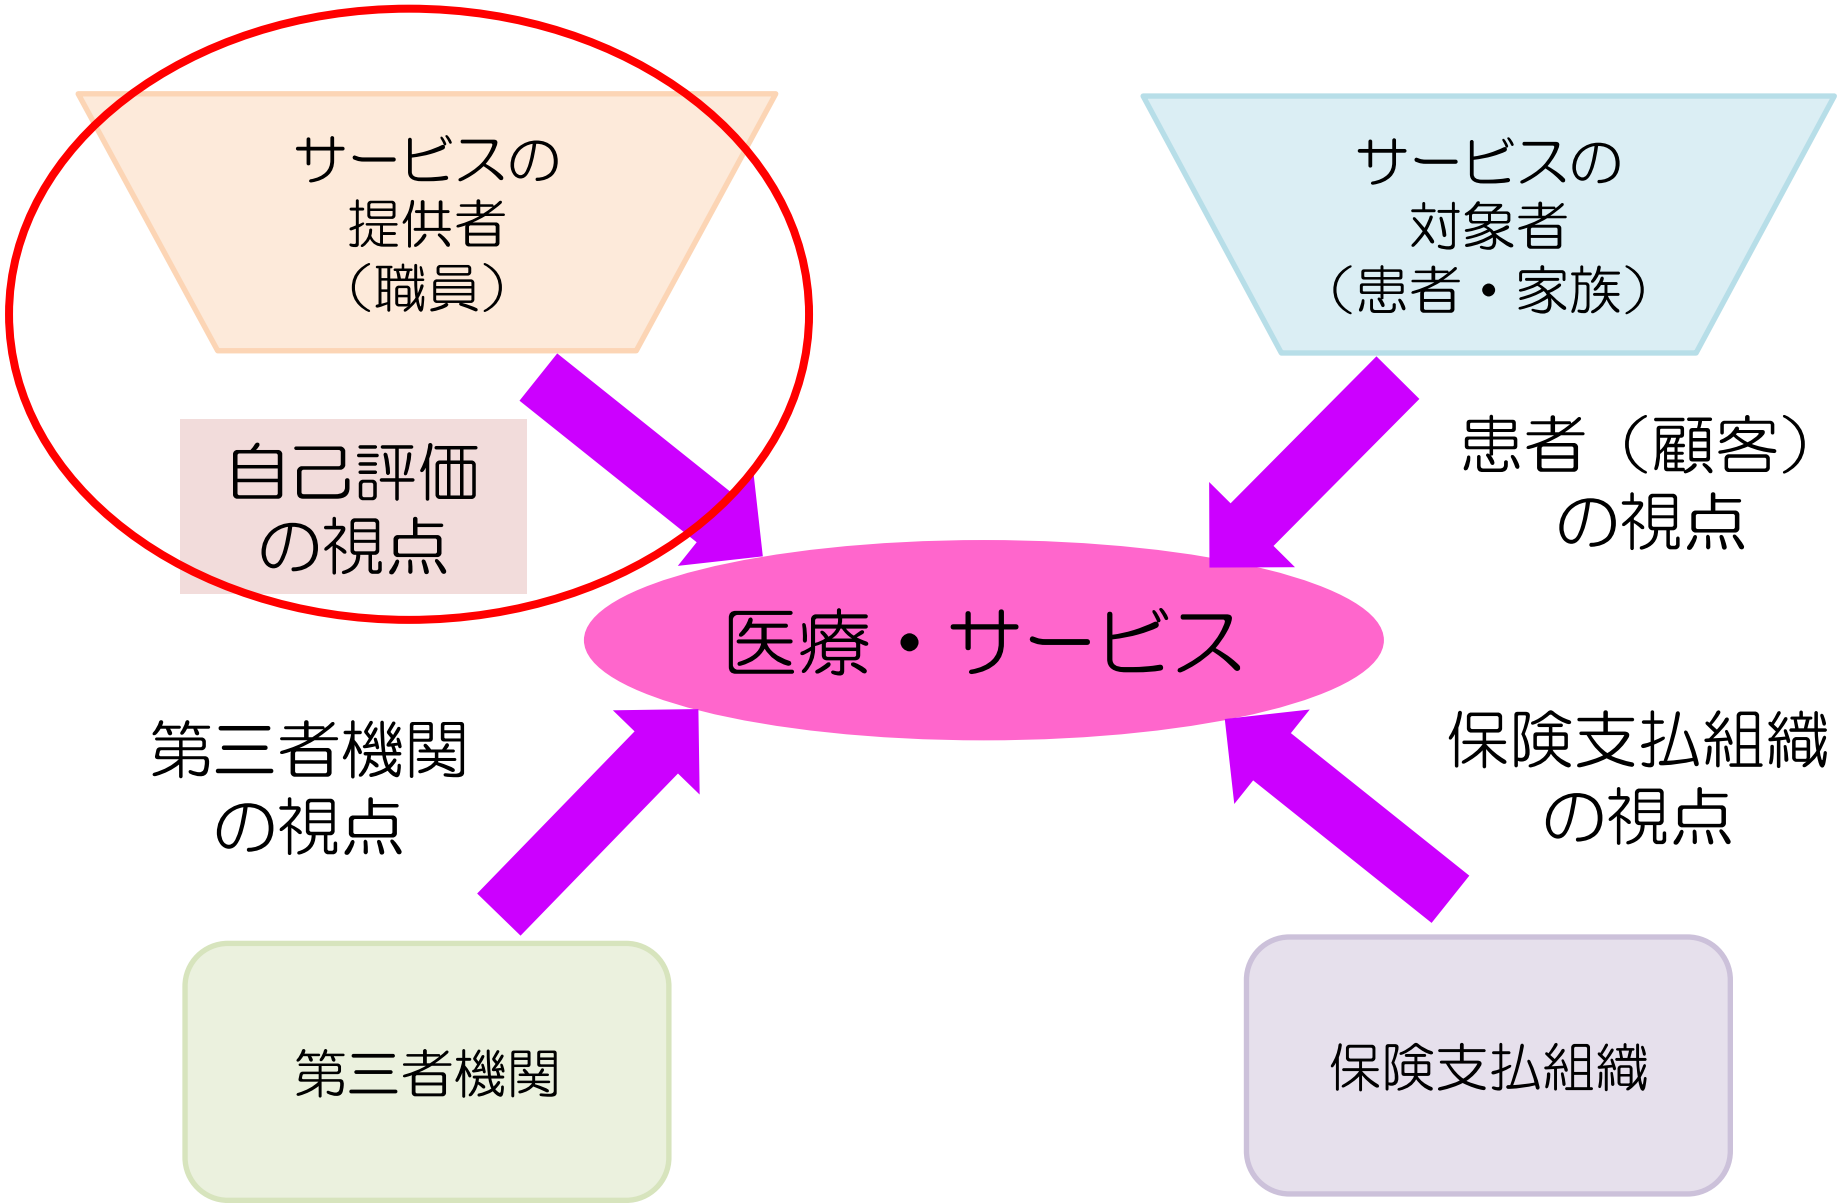 サービスの
提供者
（職員）
サービスの
対象者
（患者・家族）
自己評価
の視点
患者（顧客）
の視点
医療・サービス
第三者機関
の視点
保険支払組織
の視点
第三者機関
保険支払組織